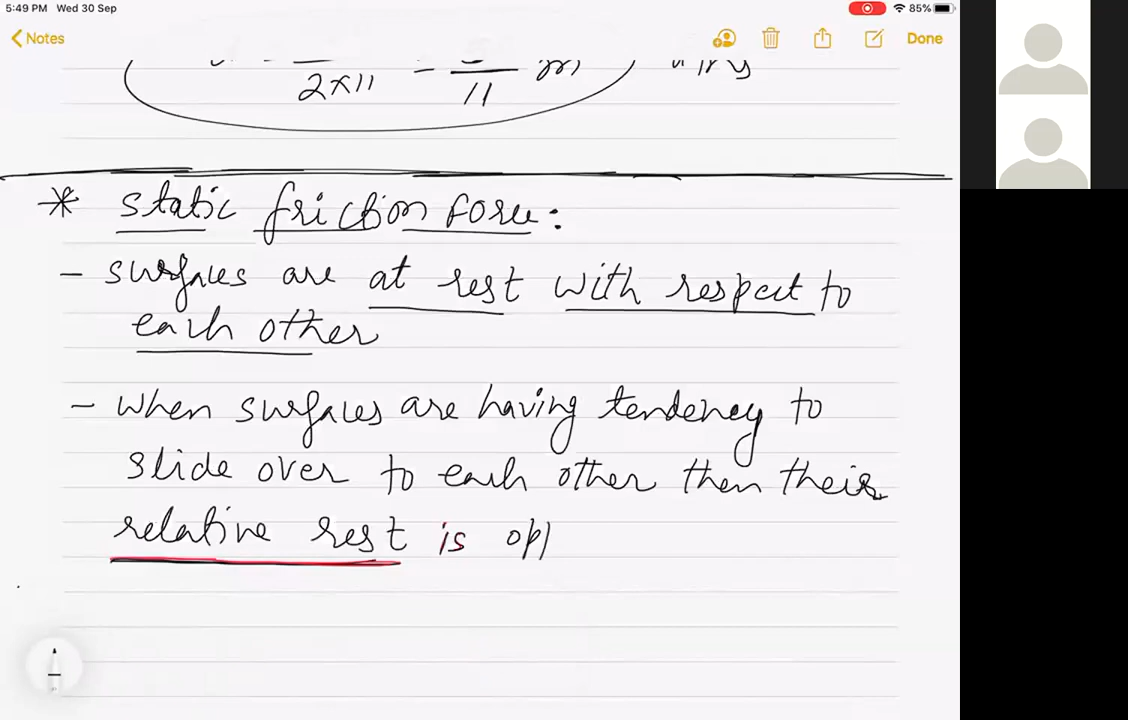 5:49 PM Wed 30 Sep 85%
Notes Done
2×11 = 11 m
* static friction force:
- surfaces are at rest with respect to
each other
- when surfaces are having tendency to
slide over to each other then their
relative rest is opp